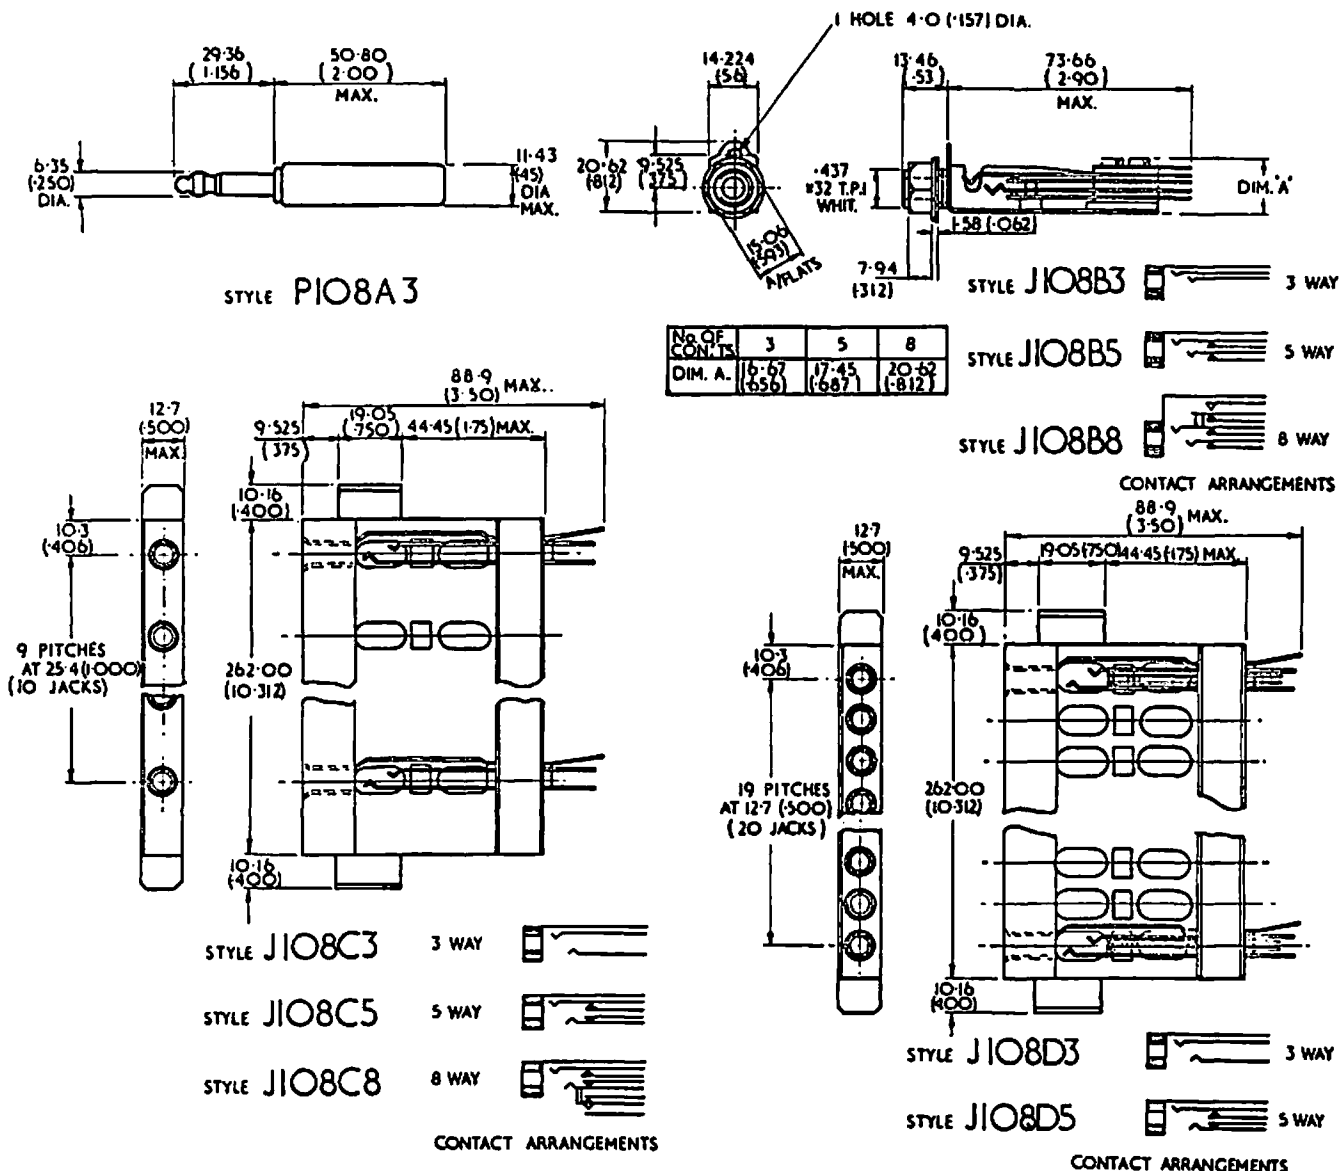 1 HOLE 4·0 (·157) DIA.
29·36
(1·156)
50·80
(2·00)
MAX.
6·35
(·250)
DIA.
11·43
(·45)
DIA
MAX.
STYLE P108A3
14·224
(·56)
20·62
(·812)
9·525
(·375)
15·06
(·593)
A/FLATS
13·46
(·53)
73·66
(2·90)
MAX.
·437
×32 T.P.I
WHIT.
DIM."A"
1·58 (·062)
7·94
(·312)
STYLE J108B3
3 WAY
STYLE J108B5
5 WAY
STYLE J108B8
8 WAY
CONTACT ARRANGEMENTS
No. OF CON.TS 3 5 8
DIM. A. 16·67 (·656) 17·45 (·687) 20·62 (·812)
88·9
(3·50) MAX..
12·7
(·500)
MAX
9·525
(·375)
19·05
(·750)
44·45 (1·75) MAX.
10·16
(·400)
10·3
(·406)
9 PITCHES
AT 25·4 (1·000)
(10 JACKS)
262·00
(10·312)
10·16
(·400)
STYLE J108C3
3 WAY
STYLE J108C5
5 WAY
STYLE J108C8
8 WAY
CONTACT ARRANGEMENTS
88·9
(3·50) MAX.
12·7
(·500)
MAX.
9·525
(·375)
19·05 (·750)
44·45 (1·75) MAX
10·16
(·400)
10·3
(·406)
19 PITCHES
AT 12·7 (·500)
(20 JACKS)
262·00
(10·312)
10·16
(·400)
STYLE J108D3
3 WAY
STYLE J108D5
5 WAY
CONTACT ARRANGEMENTS